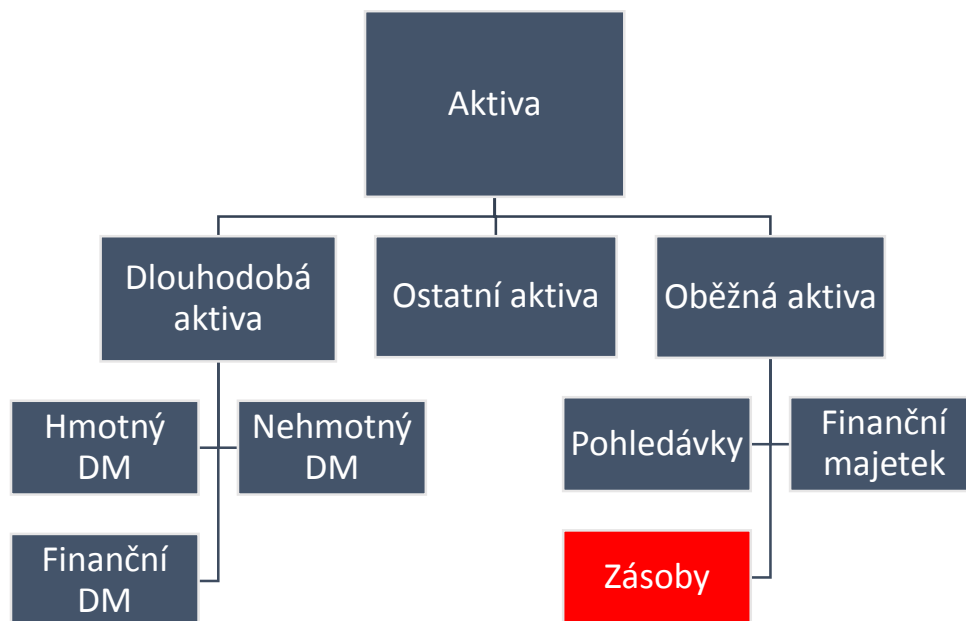 Aktiva
Dlouhodobá
aktiva
Ostatní aktiva
Oběžná aktiva
Hmotný
DM
Nehmotný
DM
Pohledávky
Finanční
majetek
Finanční
DM
Zásoby